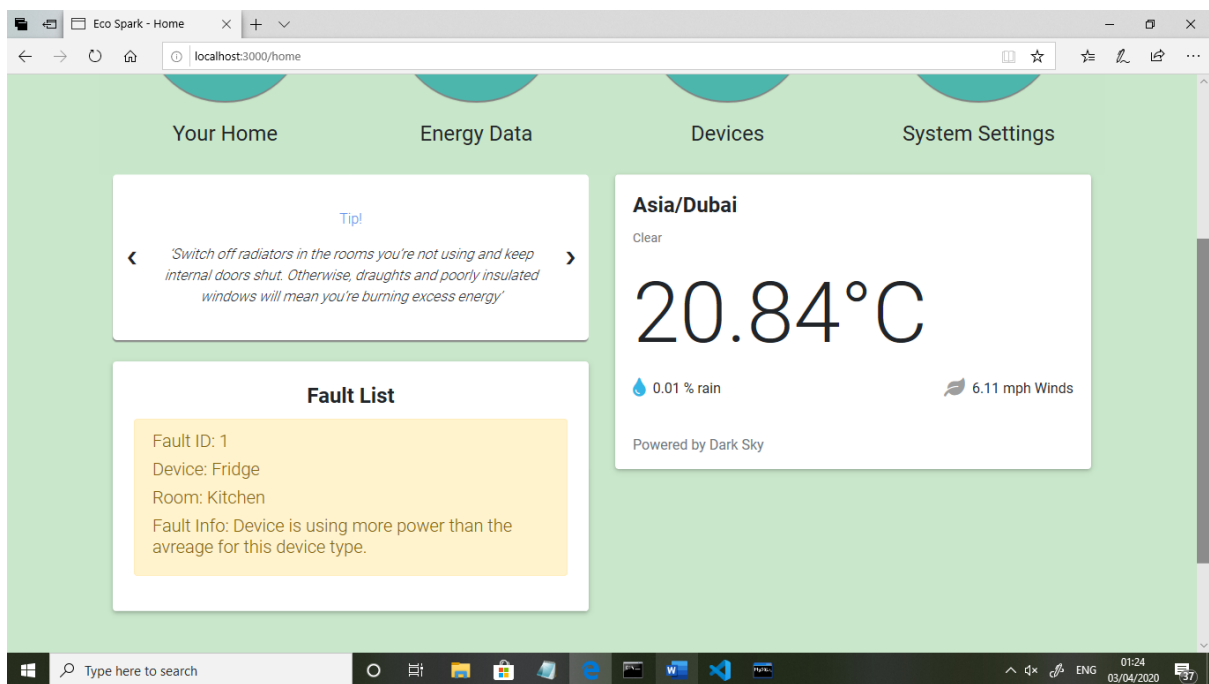 Eco Spark - Home
localhost:3000/home
Your Home
Energy Data
Devices
System Settings
Tip!
'Switch off radiators in the rooms you're not using and keep
internal doors shut. Otherwise, draughts and poorly insulated
windows will mean you're burning excess energy'
Fault List
Fault ID: 1
Device: Fridge
Room: Kitchen
Fault Info: Device is using more power than the
avreage for this device type.
Asia/Dubai
Clear
20.84°C
0.01 % rain
6.11 mph Winds
Powered by Dark Sky
Type here to search
ENG
01:24
03/04/2020
37